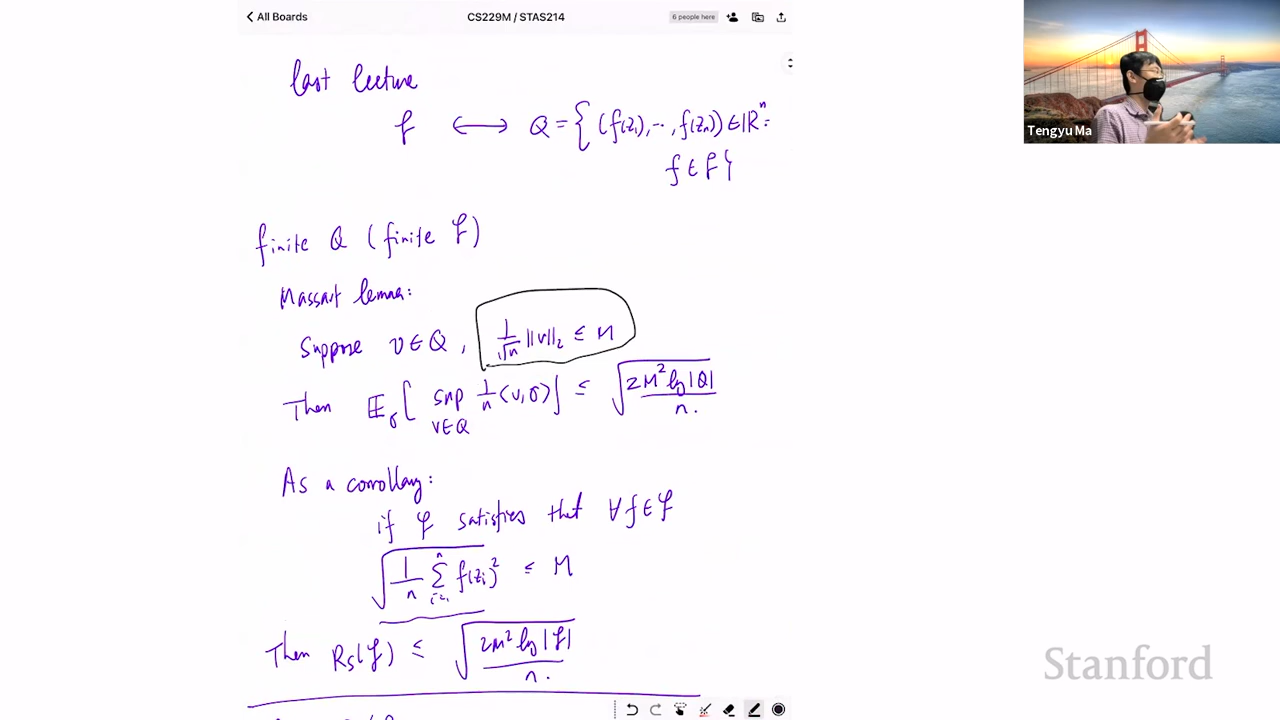 All Boards
CS229M / STAS214
6 people here
last lecture
F ⟷ Q = { (f(z₁), ⋯, f(zₙ)) ∈ ℝⁿ :
f ∈ F }
finite Q (finite F)
Massart lemma:
Suppose v ∈ Q, 1/√n ‖v‖₂ ≤ M
Then 𝔼_σ [ sup_{v∈Q} 1/n ⟨v, σ⟩ ] ≤ √(2M² log |Q| / n).
As a corollary:
if F satisfies that ∀ f ∈ F
√(1/n Σ_{i=1}^n f(z_i)²) ≤ M
Then R_S(F) ≤ √(2M² log |F| / n).
Tengyu Ma
Stanford